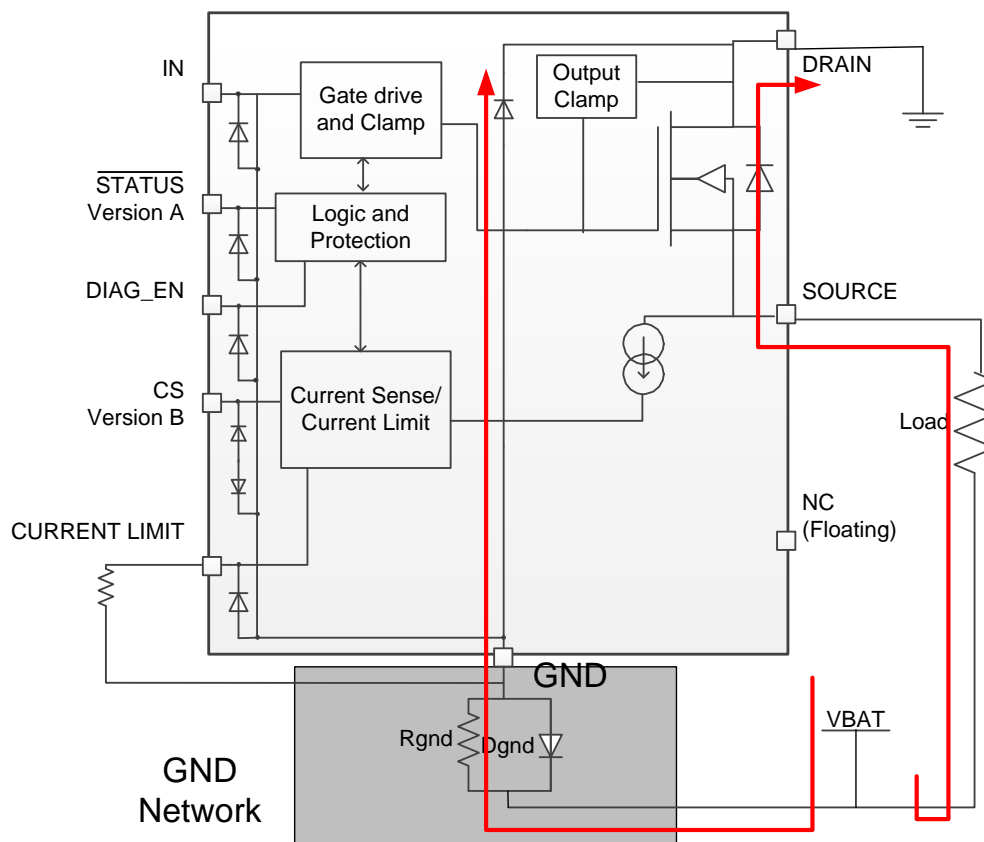 IN
STATUS
Version A
DIAG_EN
CS
Version B
CURRENT LIMIT
Gate drive
and Clamp
Logic and
Protection
Current Sense/
Current Limit
Output
Clamp
DRAIN
SOURCE
Load
NC
(Floating)
GND
VBAT
Rgnd
Dgnd
GND
Network